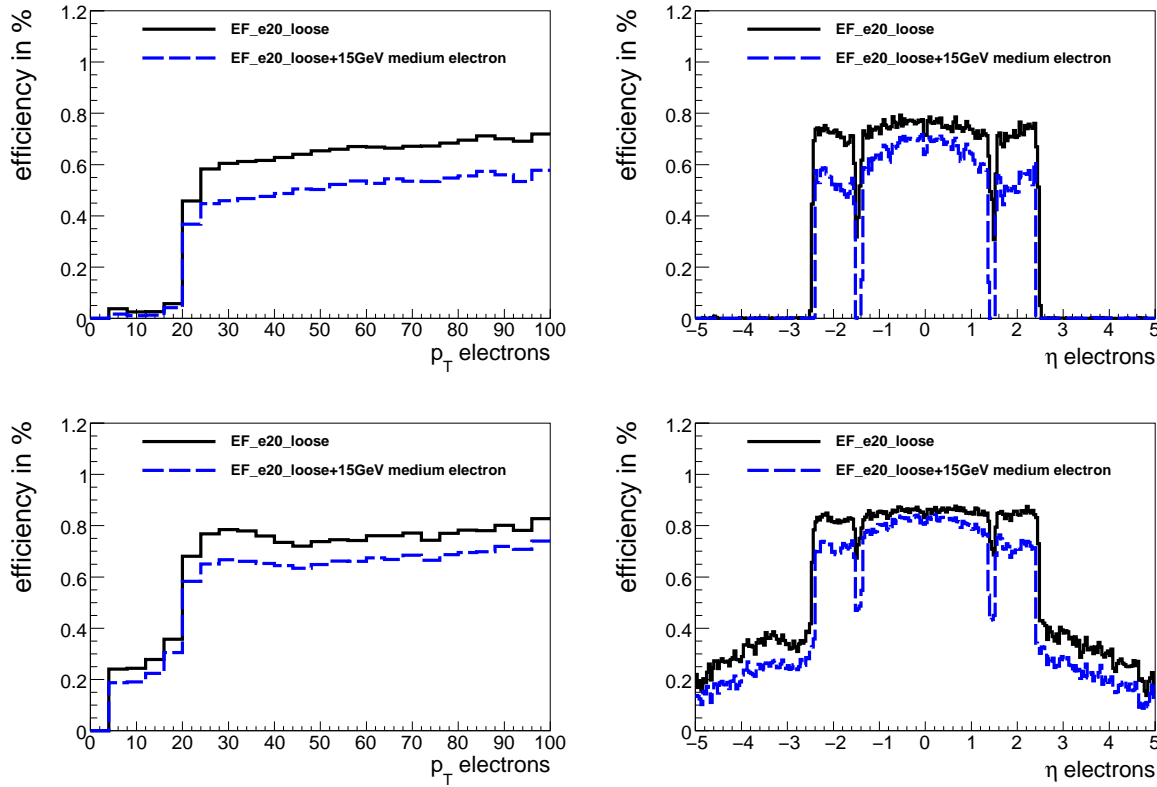 efficiency in %
1.2
1
0.8
0.6
0.4
0.2
0
EF_e20_loose
EF_e20_loose+15GeV medium electron
0 10 20 30 40 50 60 70 80 90 100
p_T electrons
efficiency in %
1.2
1
0.8
0.6
0.4
0.2
0
EF_e20_loose
EF_e20_loose+15GeV medium electron
−5 −4 −3 −2 −1 0 1 2 3 4 5
η electrons
efficiency in %
1.2
1
0.8
0.6
0.4
0.2
0
EF_e20_loose
EF_e20_loose+15GeV medium electron
0 10 20 30 40 50 60 70 80 90 100
p_T electrons
efficiency in %
1.2
1
0.8
0.6
0.4
0.2
0
EF_e20_loose
EF_e20_loose+15GeV medium electron
−5 −4 −3 −2 −1 0 1 2 3 4 5
η electrons